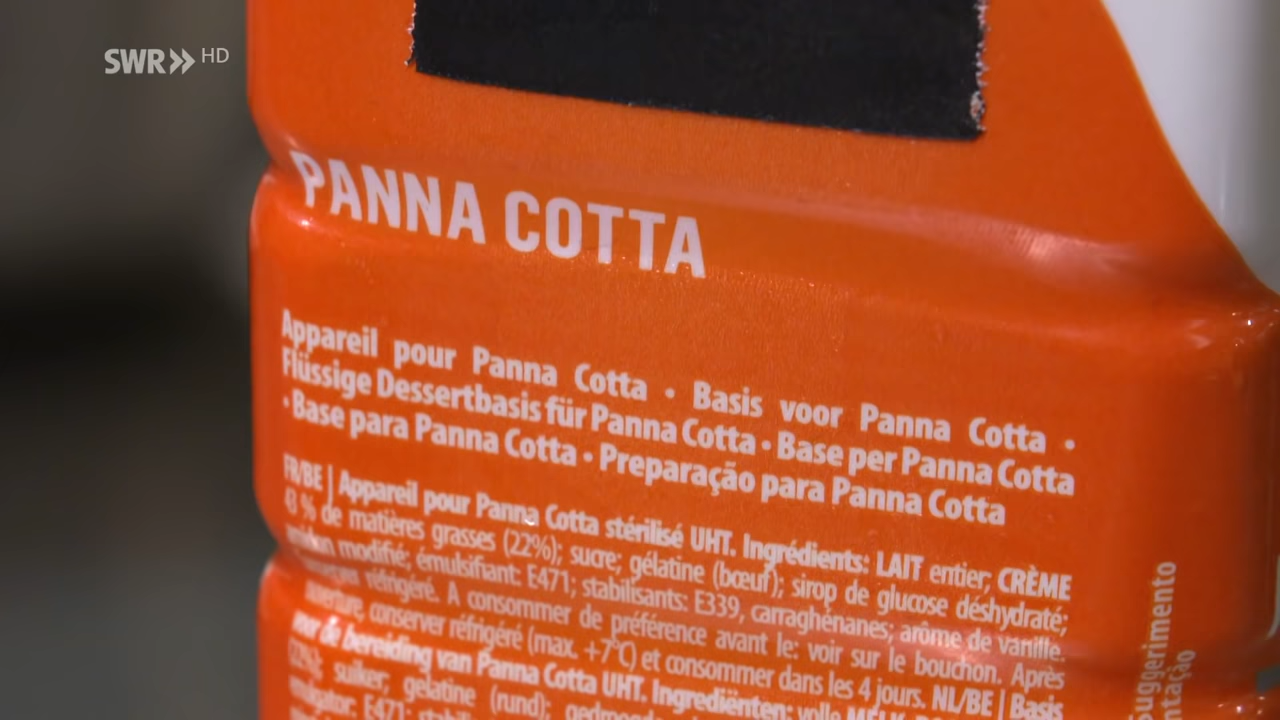 SWR HD
PANNA COTTA
Appareil pour Panna Cotta • Basis voor Panna Cotta •
Flüssige Dessertbasis für Panna Cotta • Base per Panna Cotta
• Base para Panna Cotta • Preparação para Panna Cotta
FR/BE | Appareil pour Panna Cotta stérilisé UHT. Ingrédients: LAIT entier; CRÈME
% de matières grasses (22%); sucre; gélatine (bœuf); sirop de glucose déshydraté;
modifié; émulsifiant: E471; stabilisants: E339, carraghénanes; arôme de vanille.
réfrigéré. A consommer de préférence avant le: voir sur le bouchon. Après
conserver réfrigéré (max. +7°C) et consommer dans les 4 jours. NL/BE | Basis
Bereiding van Panna Cotta UHT. Ingrediënten: volle
suiker; gelatine (rund);
E471;